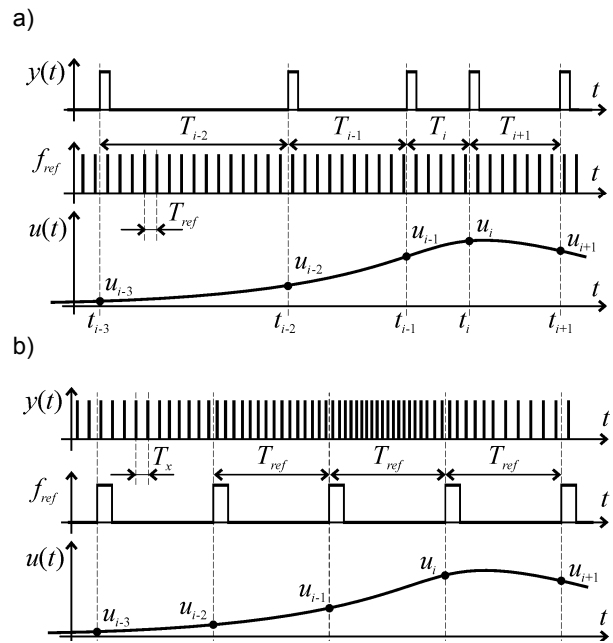 a)
y(t) t
T_{i-2} T_{i-1} T_i T_{i+1}
f_{ref} t
T_{ref}
u(t) u_{i-3} u_{i-2} u_{i-1} u_i u_{i+1} t
t_{i-3} t_{i-2} t_{i-1} t_i t_{i+1}
b)
y(t) t
T_x T_{ref} T_{ref} T_{ref}
f_{ref} t
u(t) u_{i-3} u_{i-2} u_{i-1} u_i u_{i+1} t